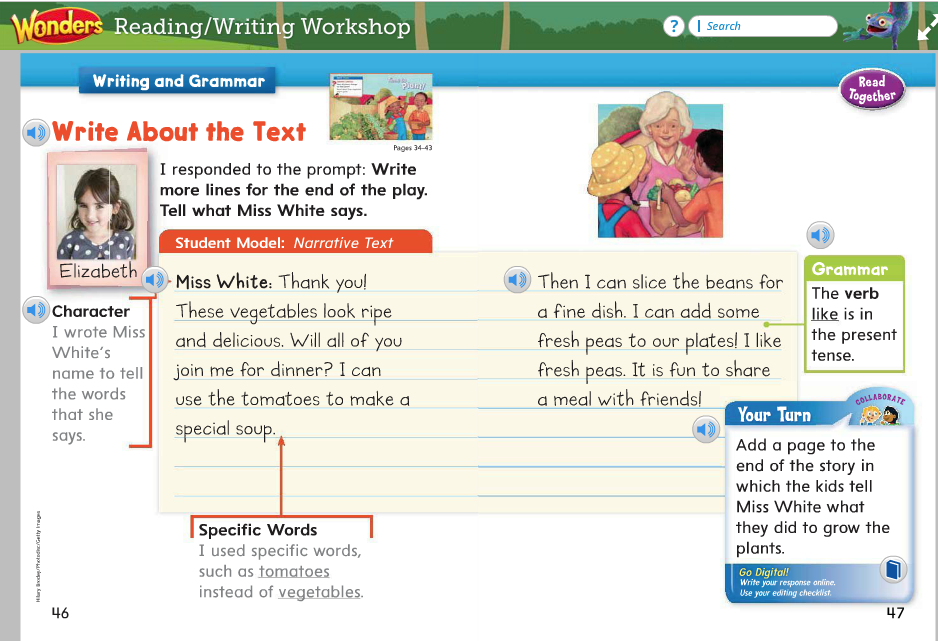 Wonders Reading/Writing Workshop
? Search
Writing and Grammar
Read
Together
Write About the Text
Pages 34-43
I responded to the prompt: Write
more lines for the end of the play.
Tell what Miss White says.
Elizabeth
Student Model: Narrative Text
Character
I wrote Miss
White's
name to tell
the words
that she
says.
Miss White: Thank you!
These vegetables look ripe
and delicious. Will all of you
join me for dinner? I can
use the tomatoes to make a
special soup.
Specific Words
I used specific words,
such as tomatoes
instead of vegetables.
Then I can slice the beans for
a fine dish. I can add some
fresh peas to our plates! I like
fresh peas. It is fun to share
a meal with friends!
Grammar
The verb
like is in
the present
tense.
COLLABORATE
Your Turn
Add a page to the
end of the story in
which the kids tell
Miss White what
they did to grow the
plants.
Go Digital!
Write your response online.
Use your editing checklist.
46
47